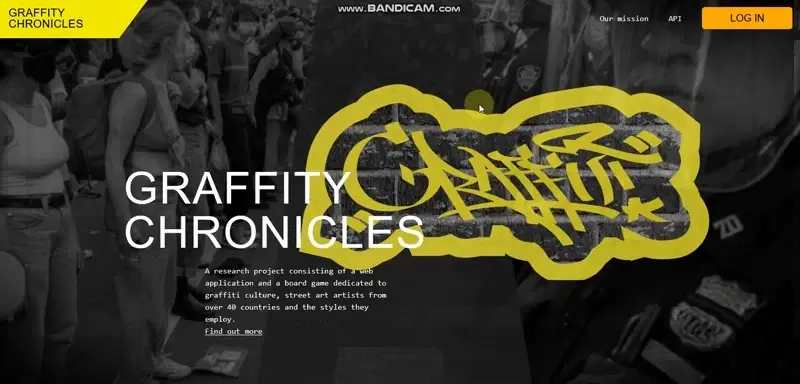 www.BANDICAM.com
GRAFFITY
CHRONICLES
Our mission
API
LOG IN
GRAFFITI
GRAFFITY
CHRONICLES
A research project consisting of a web
application and a board game dedicated to
graffiti culture, street art artists from
over 40 countries and the styles they
employ.
Find out more